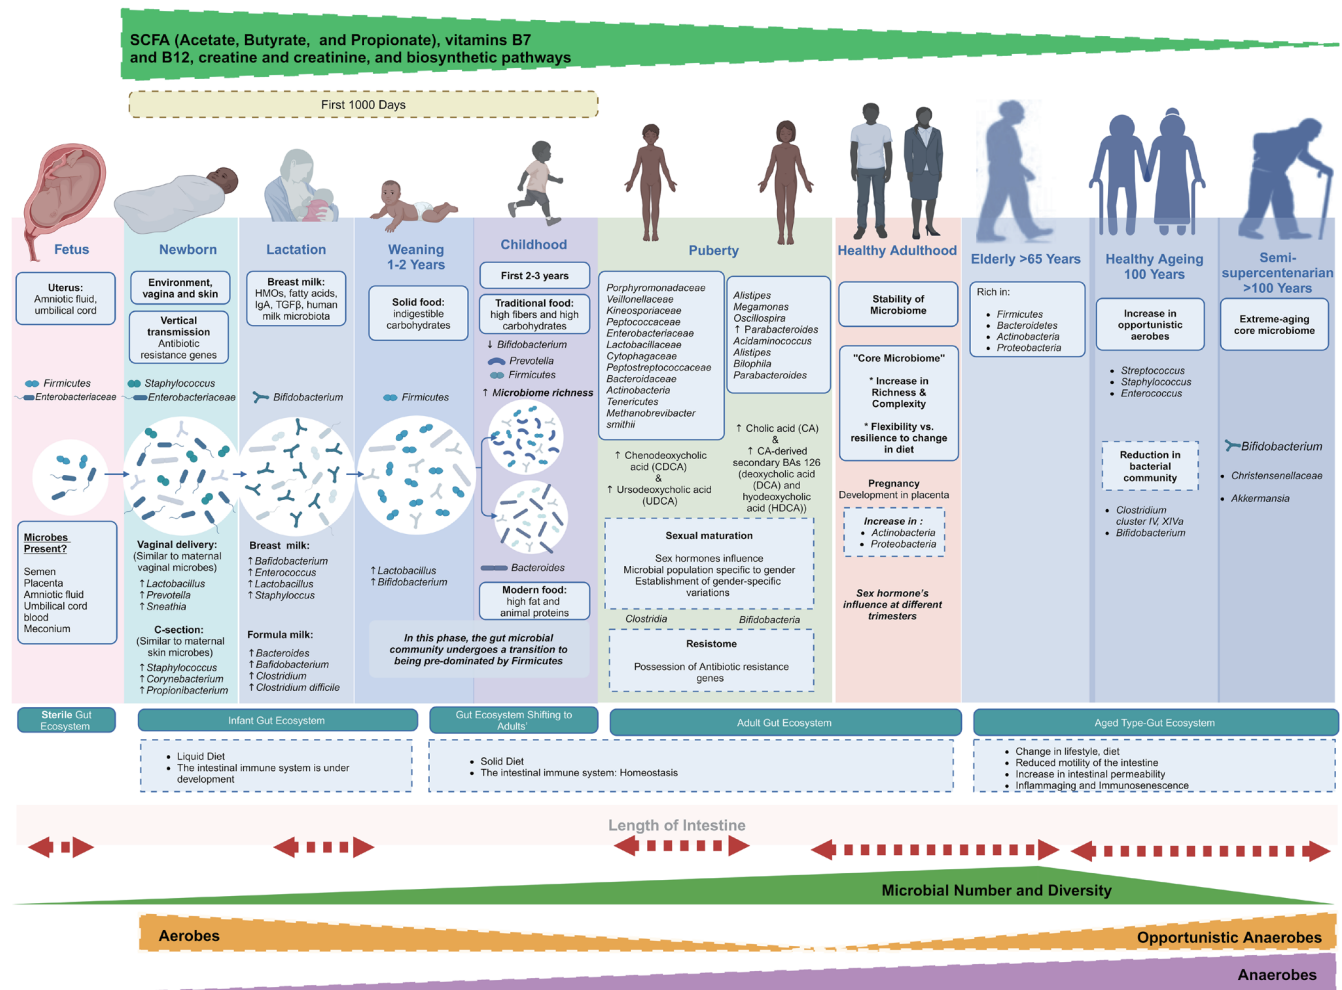 SCFA (Acetate, Butyrate, and Propionate), vitamins B7
and B12, creatine and creatinine, and biosynthetic pathways
First 1000 Days
Fetus
Uterus:
Amniotic fluid,
umbilical cord
Firmicutes
Enterobacteriaceae
Microbes
Present?
Semen
Placenta
Amniotic fluid
Umbilical cord
blood
Meconium
Newborn
Environment,
vagina and skin
Vertical
transmission
Antibiotic
resistance genes
Staphylococcus
Enterobacteriaceae
Vaginal delivery:
(Similar to maternal
vaginal microbes)
↑ Lactobacillus
↑ Prevotella
↑ Sneathia
C-section:
(Similar to maternal
skin microbes)
↑ Staphylococcus
↑ Corynebacterium
↑ Propionibacterium
Lactation
Breast milk:
HMOs, fatty acids,
IgA, TGFβ, human
milk microbiota
Bifidobacterium
Breast milk:
↑ Bafidobacterium
↑ Enterococcus
↑ Lactobacillus
↑ Staphyloccus
Formula milk:
↑ Bacteroides
↑ Bafidobacterium
↑ Clostridium
↑ Clostridium difficile
Weaning
1-2 Years
Solid food:
indigestible
carbohydrates
Firmicutes
↑ Lactobacillus
↑ Bifidobacterium
Childhood
First 2-3 years
Traditional food:
high fibers and high
carbohydrates
↓ Bifidobacterium
Prevotella
Firmicutes
↑ Microbiome richness
Bacteroides
Modern food:
high fat and
animal proteins
In this phase, the gut microbial
community undergoes a transition to
being pre-dominated by Firmicutes
Puberty
Porphyromonadaceae
Veillonellaceae
Kineosporiaceae
Peptococcaceae
Enterobacteriaceae
Lactobacillaceae
Cytophagaceae
Peptostreptococcaceae
Bacteroidaceae
Actinobacteria
Tenericutes
Methanobrevibacter
smithii
↑ Chenodeoxycholic
acid (CDCA)
&
↑ Ursodeoxycholic acid
(UDCA)
Alistipes
Megamonas
Oscillospira
↑ Parabacteroides
Acidaminococcus
Alistipes
Bilophila
Parabacteroides
↑ Cholic acid (CA)
&
↑ CA-derived
secondary BAs 126
(deoxycholic acid
(DCA) and
hyodeoxycholic
acid (HDCA))
Sexual maturation
Sex hormones influence
Microbial population specific to gender
Establishment of gender-specific
variations
Clostridia
Bifidobacteria
Resistome
Possession of Antibiotic resistance
genes
Healthy Adulthood
Stability of
Microbiome
"Core Microbiome"
* Increase in
Richness &
Complexity
* Flexibility vs.
resilience to change
in diet
Pregnancy
Development in placenta
Increase in :
• Actinobacteria
• Proteobacteria
Sex hormone's
influence at different
trimesters
Elderly >65 Years
Rich in:
• Firmicutes
• Bacteroidetes
• Actinobacteria
• Proteobacteria
Healthy Ageing
100 Years
Increase in
opportunistic
aerobes
• Streptococcus
• Staphylococcus
• Enterococcus
Reduction in
bacterial
community
• Clostridium
cluster IV, XIVa
• Bifidobacterium
Semi-
supercentenarian
>100 Years
Extreme-aging
core microbiome
Bifidobacterium
• Christensenellaceae
• Akkermansia
Sterile Gut
Ecosystem
Infant Gut Ecosystem
Gut Ecosystem Shifting to
Adults'
Adult Gut Ecosystem
Aged Type-Gut Ecosystem
• Liquid Diet
• The intestinal immune system is under
development
• Solid Diet
• The intestinal immune system: Homeostasis
• Change in lifestyle, diet
• Reduced motility of the intestine
• Increase in intestinal permeability
• Inflammaging and Immunosenescence
Length of Intestine
Microbial Number and Diversity
Aerobes
Opportunistic Anaerobes
Anaerobes